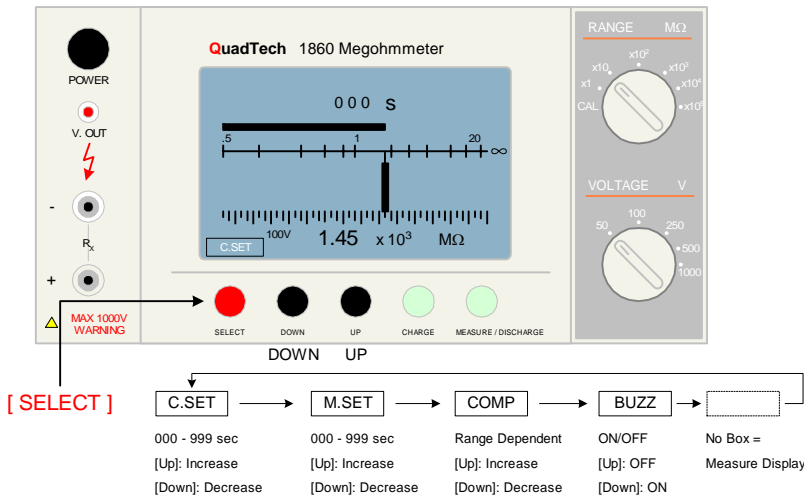 QuadTech 1860 Megohmmeter
POWER
V. OUT
-
Rx
+
MAX 1000V
WARNING
000 S
.5 1 20 ∞
C.SET 100V 1.45 x 10³ MΩ
SELECT DOWN UP CHARGE MEASURE / DISCHARGE
DOWN UP
RANGE MΩ
CAL x1 x10 x10² x10³ x10⁴ x10⁵
VOLTAGE V
50 100 250 500 1000
[ SELECT ]
C.SET M.SET COMP BUZZ
000 - 999 sec 000 - 999 sec Range Dependent ON/OFF No Box =
[Up]: Increase [Up]: Increase [Up]: Increase [Up]: OFF Measure Display
[Down]: Decrease [Down]: Decrease [Down]: Decrease [Down]: ON